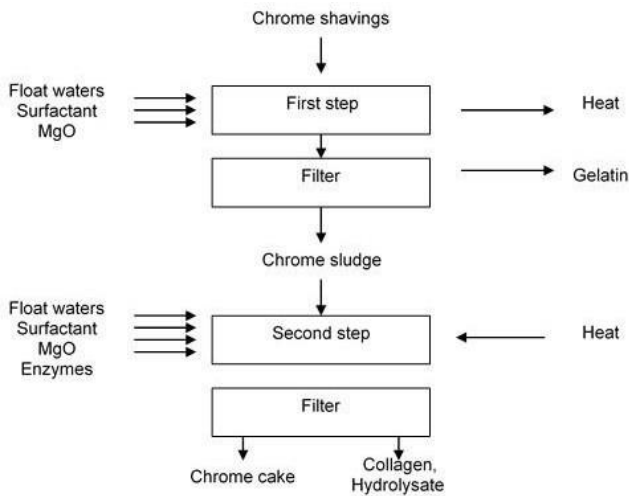 Chrome shavings
Float waters
Surfactant
MgO
First step
Heat
Filter
Gelatin
Chrome sludge
Float waters
Surfactant
MgO
Enzymes
Second step
Heat
Filter
Chrome cake
Collagen,
Hydrolysate